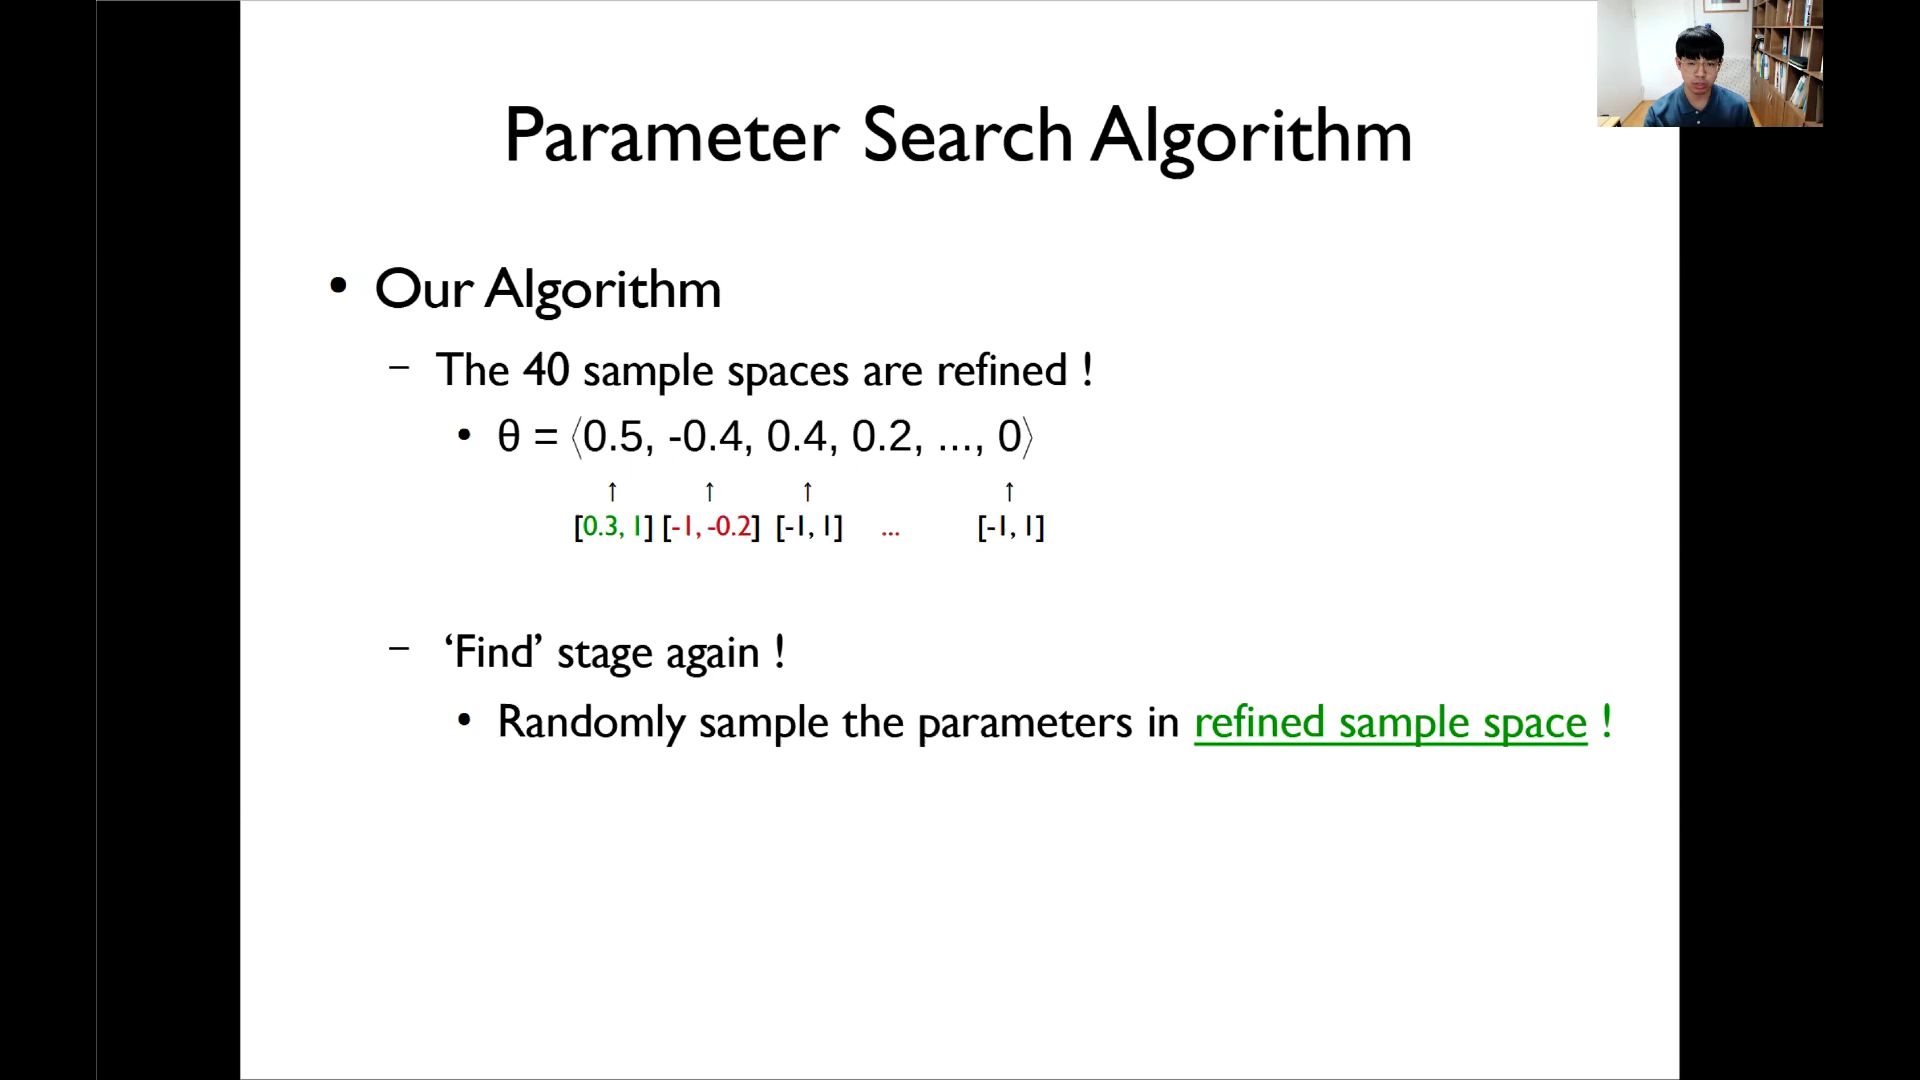 Parameter Search Algorithm
• Our Algorithm
– The 40 sample spaces are refined !
• θ = ⟨0.5, -0.4, 0.4, 0.2, ..., 0⟩
↑ ↑ ↑ ↑
[0.3, 1] [-1, -0.2] [-1, 1] ... [-1, 1]
– ‘Find’ stage again !
• Randomly sample the parameters in refined sample space !